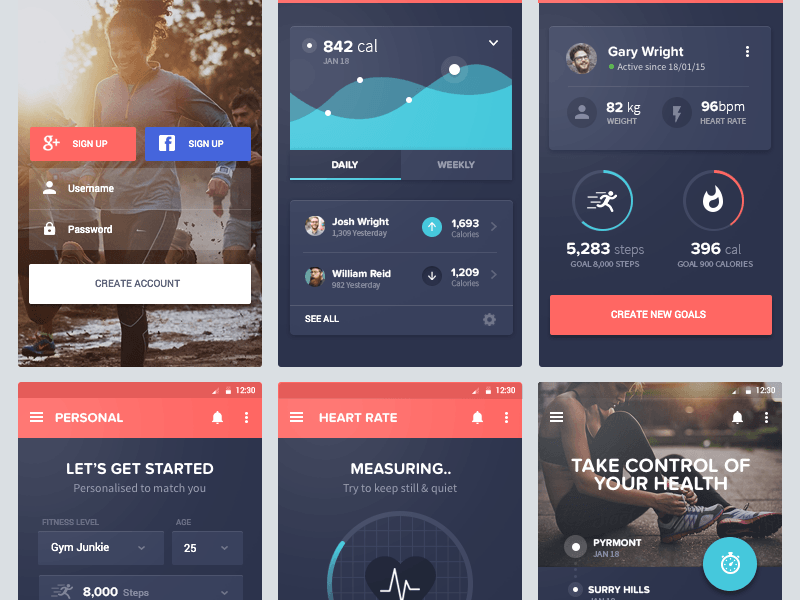 g+ SIGN UP
f SIGN UP
Username
Password
CREATE ACCOUNT
842 cal
JAN 18
DAILY WEEKLY
Josh Wright
1,309 Yesterday
1,693
Calories
William Reid
982 Yesterday
1,209
Calories
SEE ALL
Gary Wright
Active since 18/01/15
82 kg
WEIGHT
96bpm
HEART RATE
5,283 steps
GOAL 8,000 STEPS
396 cal
GOAL 900 CALORIES
CREATE NEW GOALS
12:30
PERSONAL
LET'S GET STARTED
Personalised to match you
FITNESS LEVEL AGE
Gym Junkie 25
8,000 Steps
12:30
HEART RATE
MEASURING..
Try to keep still & quiet
12:30
TAKE CONTROL OF
YOUR HEALTH
PYRMONT
JAN 18
SURRY HILLS
JAN 18